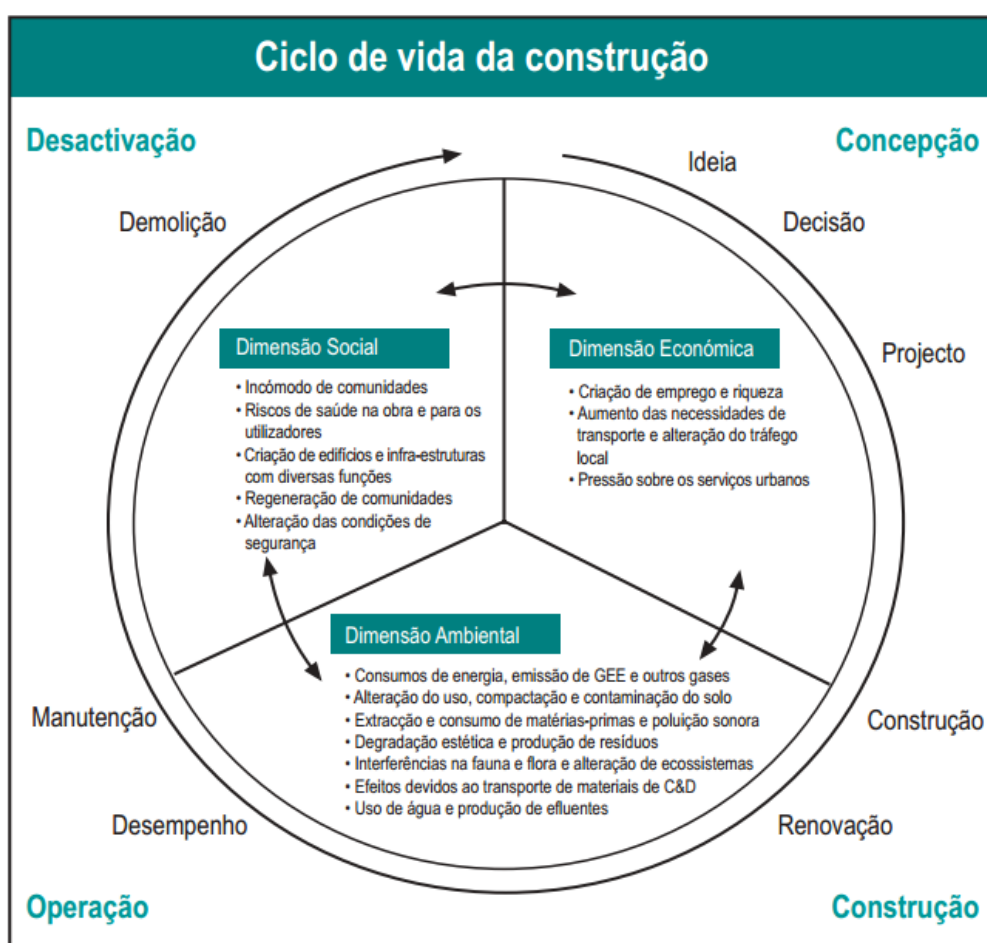 Ciclo de vida da construção
Desactivação
Concepção
Ideia
Demolição
Decisão
Projecto
Dimensão Social
• Incómodo de comunidades
• Riscos de saúde na obra e para os
utilizadores
• Criação de edifícios e infra-estruturas
com diversas funções
• Regeneração de comunidades
• Alteração das condições de
segurança
Dimensão Económica
• Criação de emprego e riqueza
• Aumento das necessidades de
transporte e alteração do tráfego
local
• Pressão sobre os serviços urbanos
Dimensão Ambiental
• Consumos de energia, emissão de GEE e outros gases
• Alteração do uso, compactação e contaminação do solo
• Extracção e consumo de matérias-primas e poluição sonora
• Degradação estética e produção de resíduos
• Interferências na fauna e flora e alteração de ecossistemas
• Efeitos devidos ao transporte de materiais de C&D
• Uso de água e produção de efluentes
Manutenção
Construção
Desempenho
Renovação
Operação
Construção